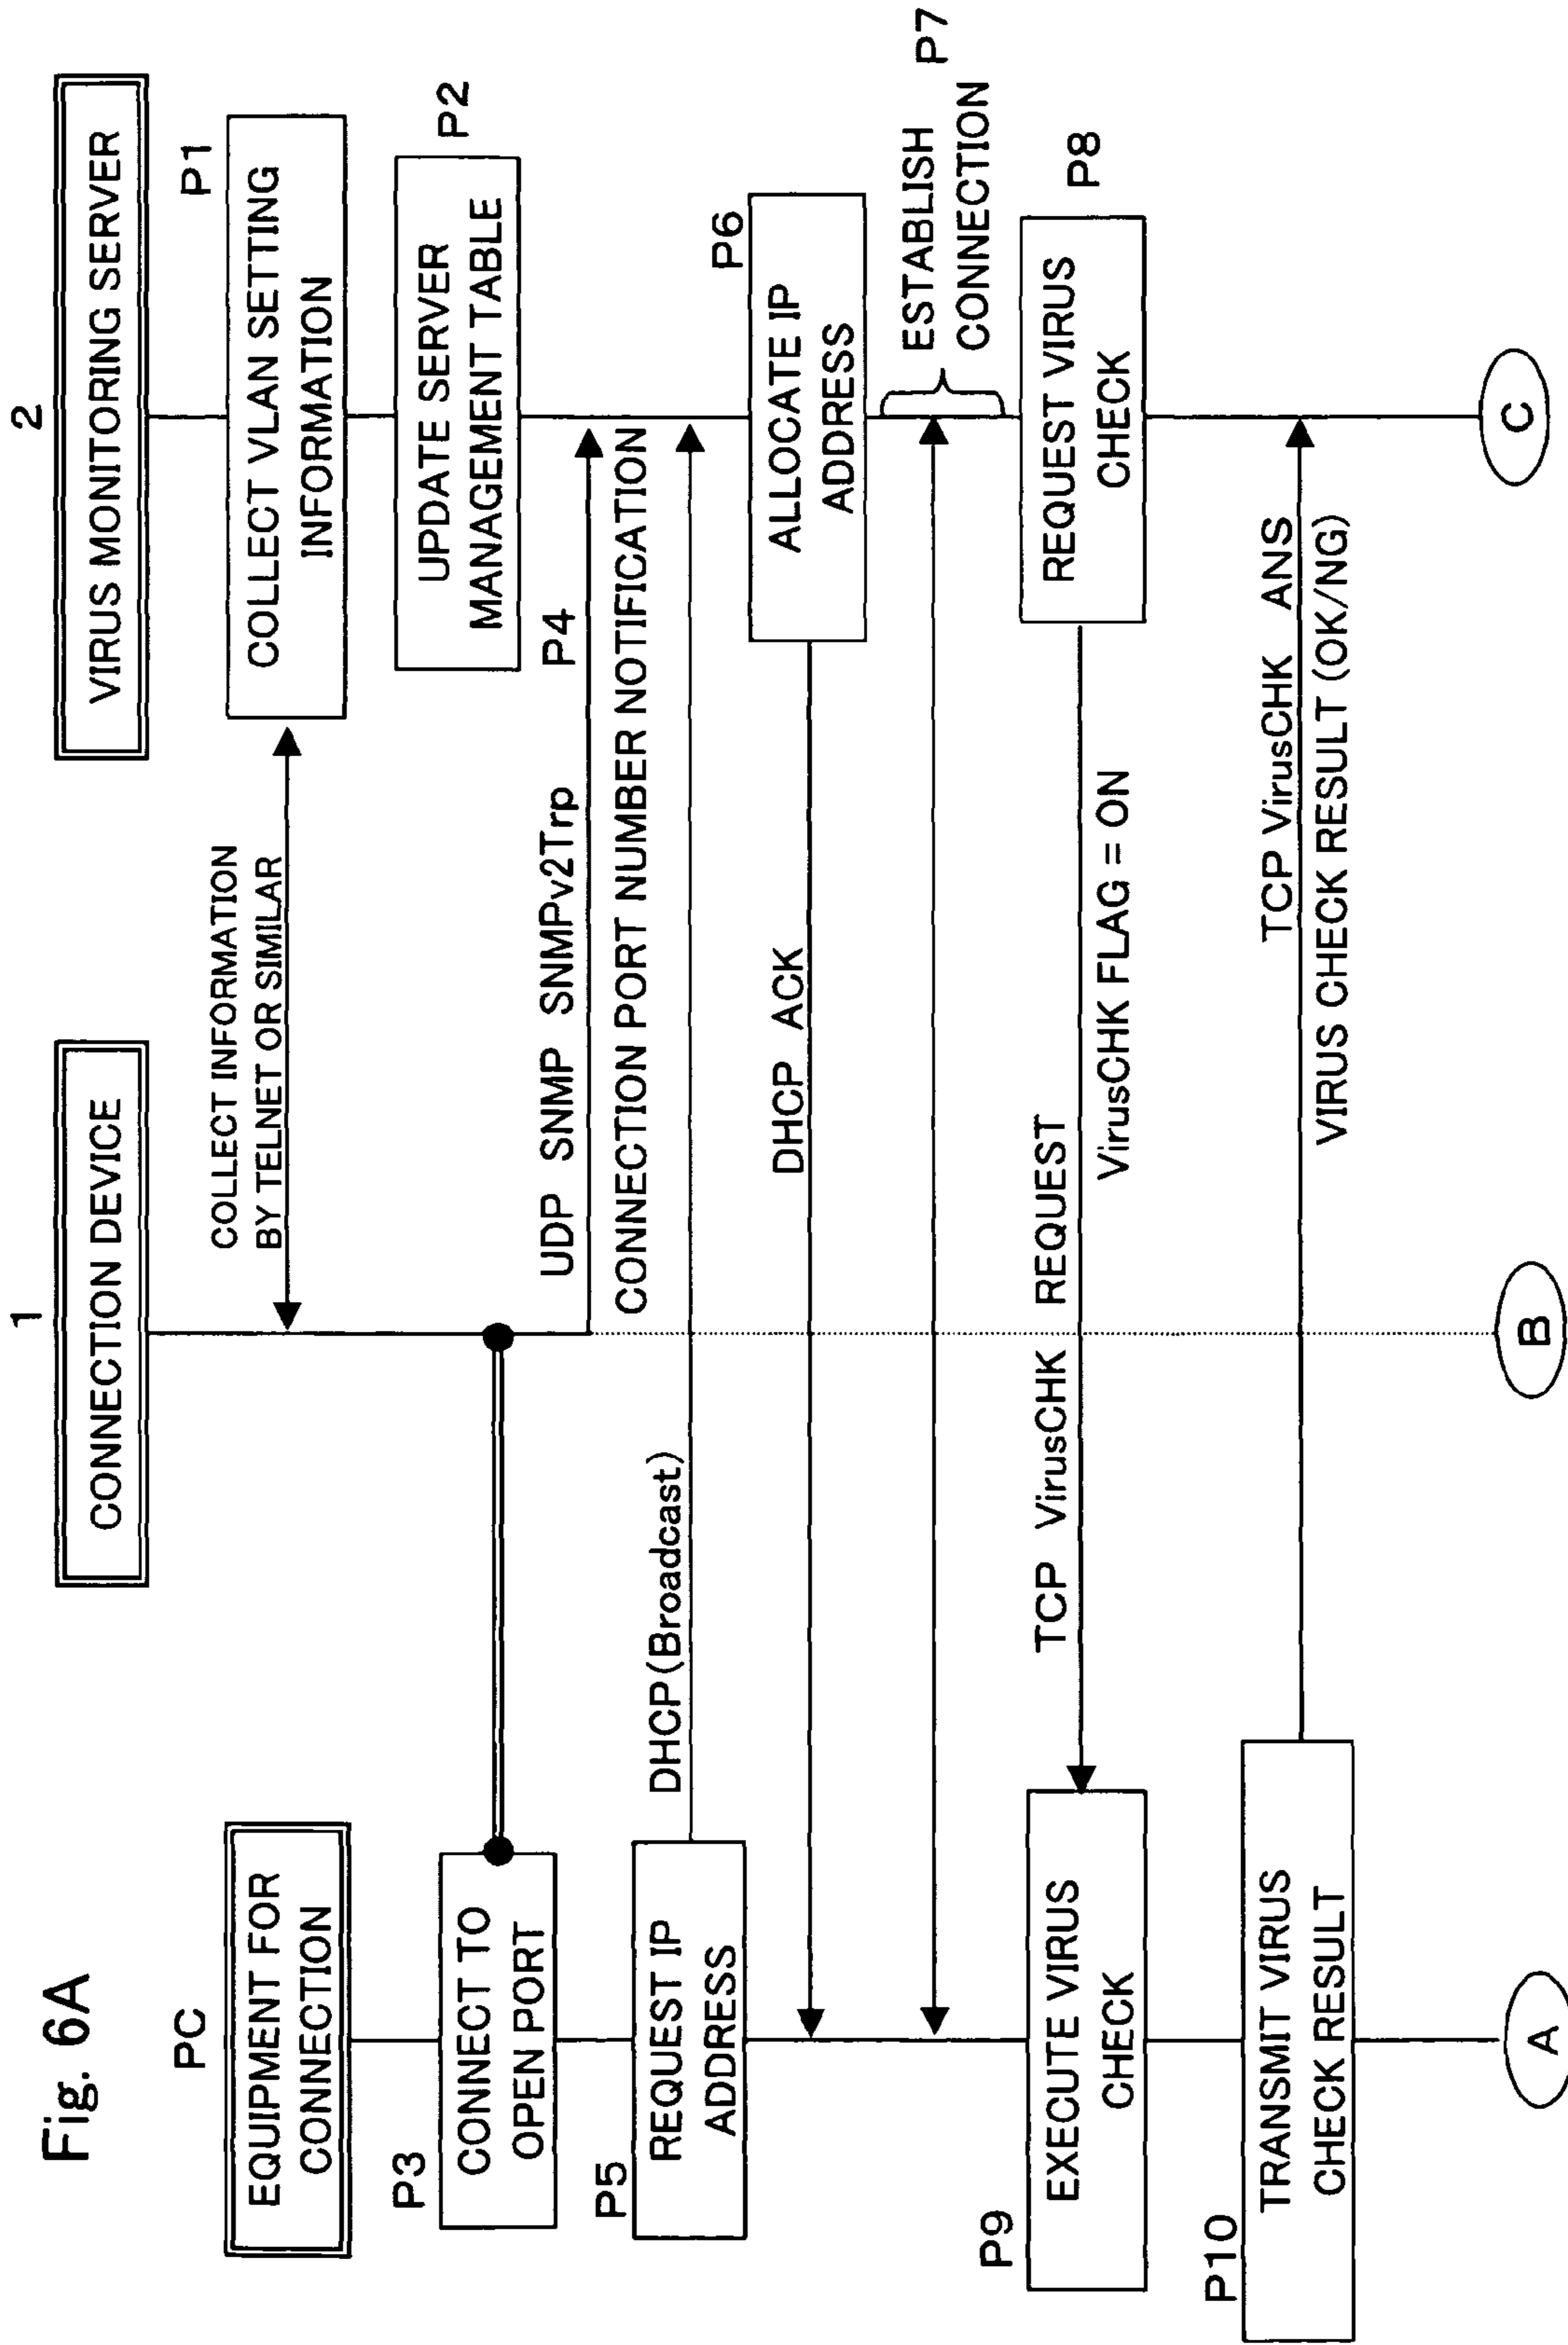 Fig. 6A
PC
EQUIPMENT FOR
CONNECTION
1
CONNECTION DEVICE
2
VIRUS MONITORING SERVER
P1
COLLECT VLAN SETTING
INFORMATION
COLLECT INFORMATION
BY TELNET OR SIMILAR
P2
UPDATE SERVER
MANAGEMENT TABLE
P3
CONNECT TO
OPEN PORT
P4
UDP SNMP SNMPv2Trp
CONNECTION PORT NUMBER NOTIFICATION
P5
REQUEST IP
ADDRESS
DHCP(Broadcast)
P6
ALLOCATE IP
ADDRESS
DHCP ACK
ESTABLISH
CONNECTION
P7
P8
REQUEST VIRUS
CHECK
TCP VirusCHK REQUEST
VirusCHK FLAG = ON
P9
EXECUTE VIRUS
CHECK
P10
TRANSMIT VIRUS
CHECK RESULT
TCP VirusCHK ANS
VIRUS CHECK RESULT (OK/NG)
A
B
C